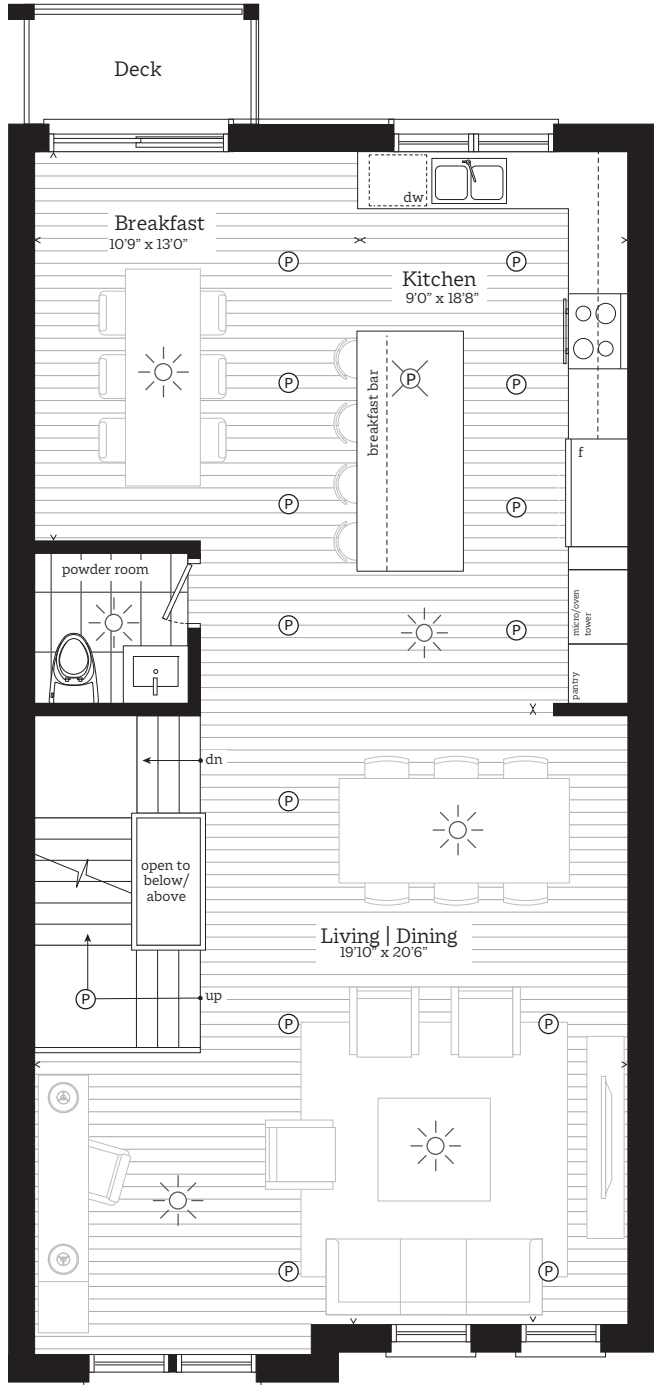 Deck
dw
Breakfast
10'9" x 13'0"
P
P
Kitchen
9'0" x 18'8"
P
P
P
breakfast bar
f
P
P
powder room
P
P
micro/oven
tower
pantry
dn
P
open to
below/
above
Living | Dining
19'10" x 20'6"
P
up
P
P
P
P